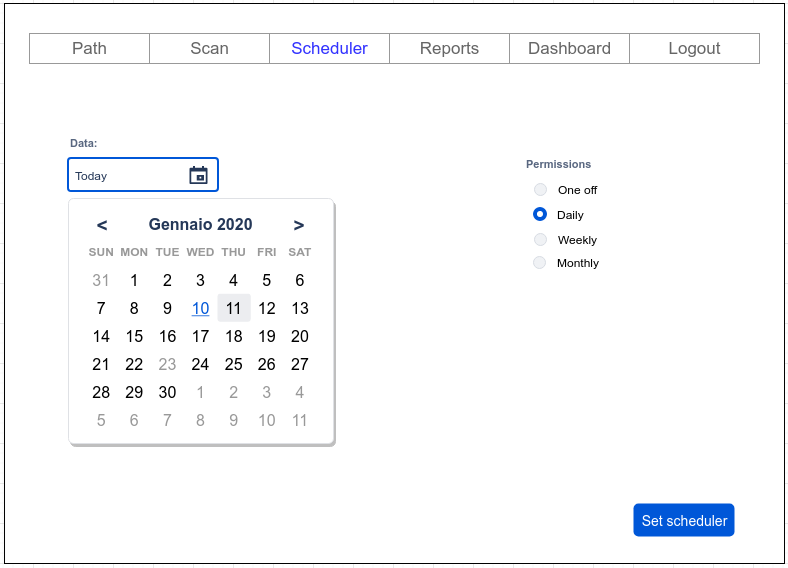 Path Scan Scheduler Reports Dashboard Logout
Data:
Today
< Gennaio 2020 >
SUN MON TUE WED THU FRI SAT
31 1 2 3 4 5 6
7 8 9 10 11 12 13
14 15 16 17 18 19 20
21 22 23 24 25 26 27
28 29 30 1 2 3 4
5 6 7 8 9 10 11
Permissions
One off
Daily
Weekly
Monthly
Set scheduler